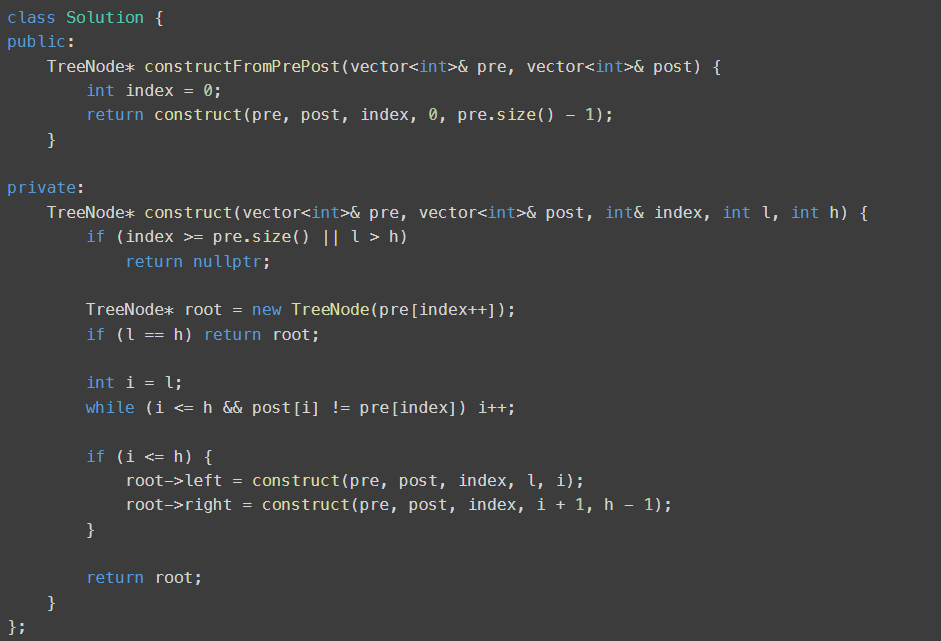 class Solution {
public:
    TreeNode* constructFromPrePost(vector<int>& pre, vector<int>& post) {
        int index = 0;
        return construct(pre, post, index, 0, pre.size() - 1);
    }

private:
    TreeNode* construct(vector<int>& pre, vector<int>& post, int& index, int l, int h) {
        if (index >= pre.size() || l > h)
            return nullptr;

        TreeNode* root = new TreeNode(pre[index++]);
        if (l == h) return root;

        int i = l;
        while (i <= h && post[i] != pre[index]) i++;

        if (i <= h) {
            root->left = construct(pre, post, index, l, i);
            root->right = construct(pre, post, index, i + 1, h - 1);
        }

        return root;
    }
};